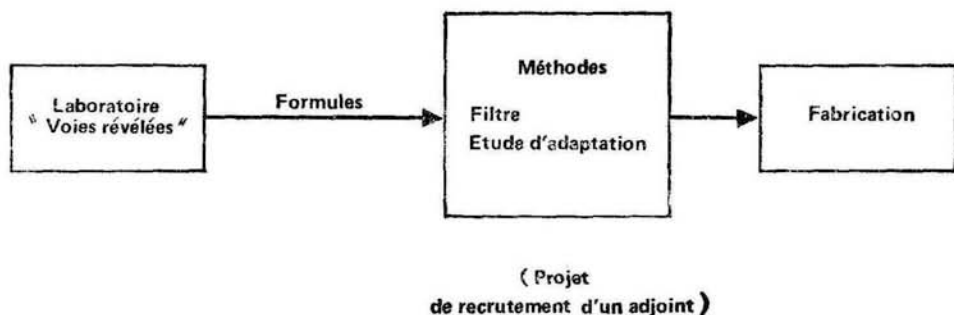 Laboratoire
" Voies révélées "
Formules
Méthodes
Filtre
Etude d'adaptation
Fabrication
( Projet
de recrutement d'un adjoint )